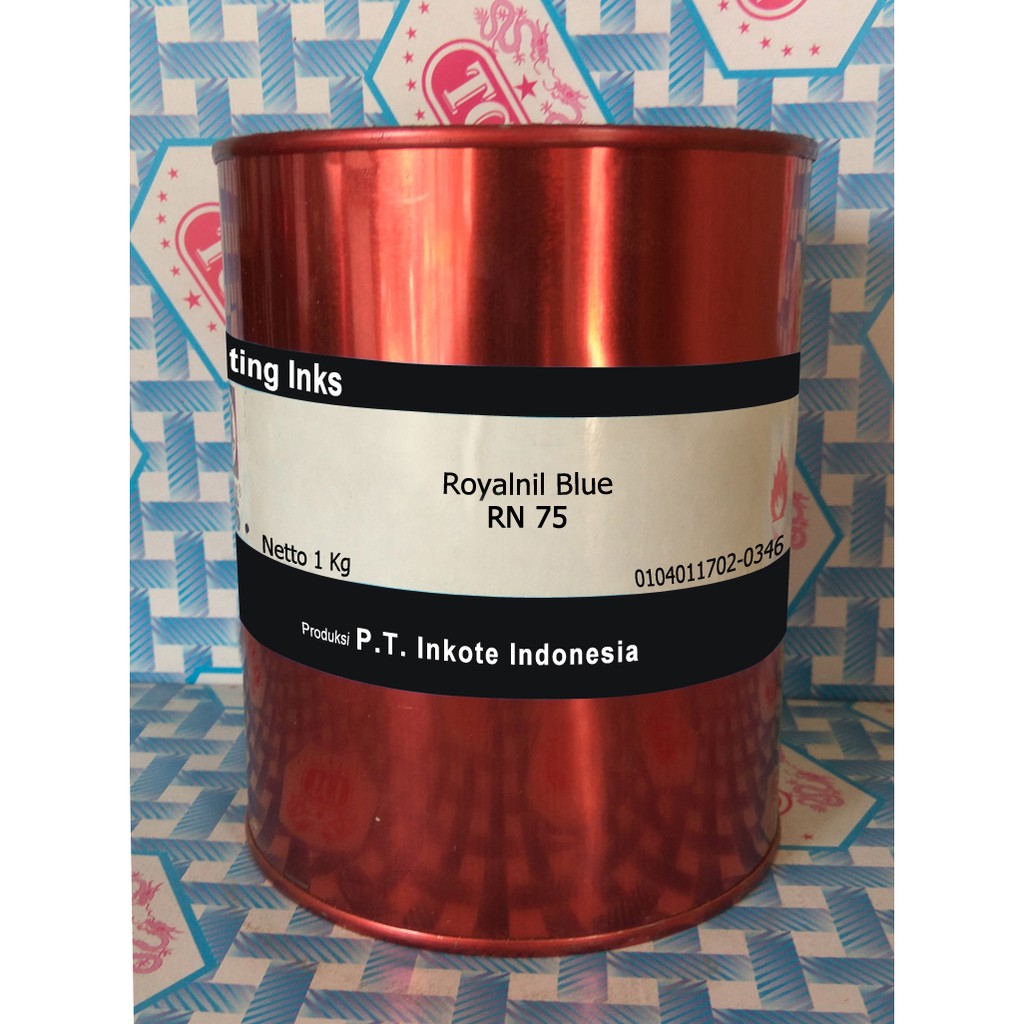 ting Inks
Royalnil Blue
RN 75
Netto 1 Kg
0104011702-0346
Produksi P.T. Inkote Indonesia